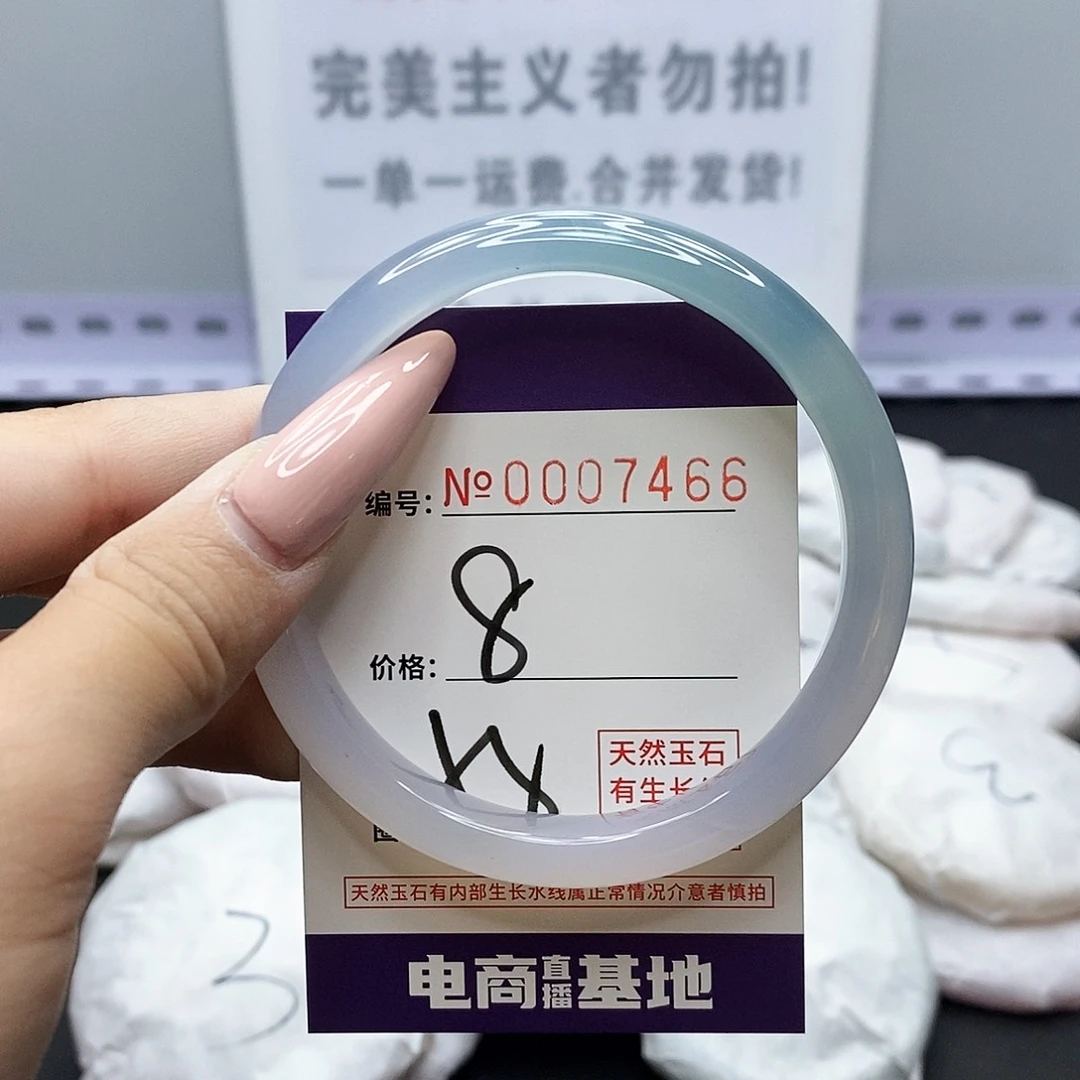 完美主义者勿拍!
一单一运费.合并发货!
编号: №0007466
价格: 8
天然玉石
有生长
天然玉石有内部生长水线属正常情况介意者慎拍
电商直播基地
3
2